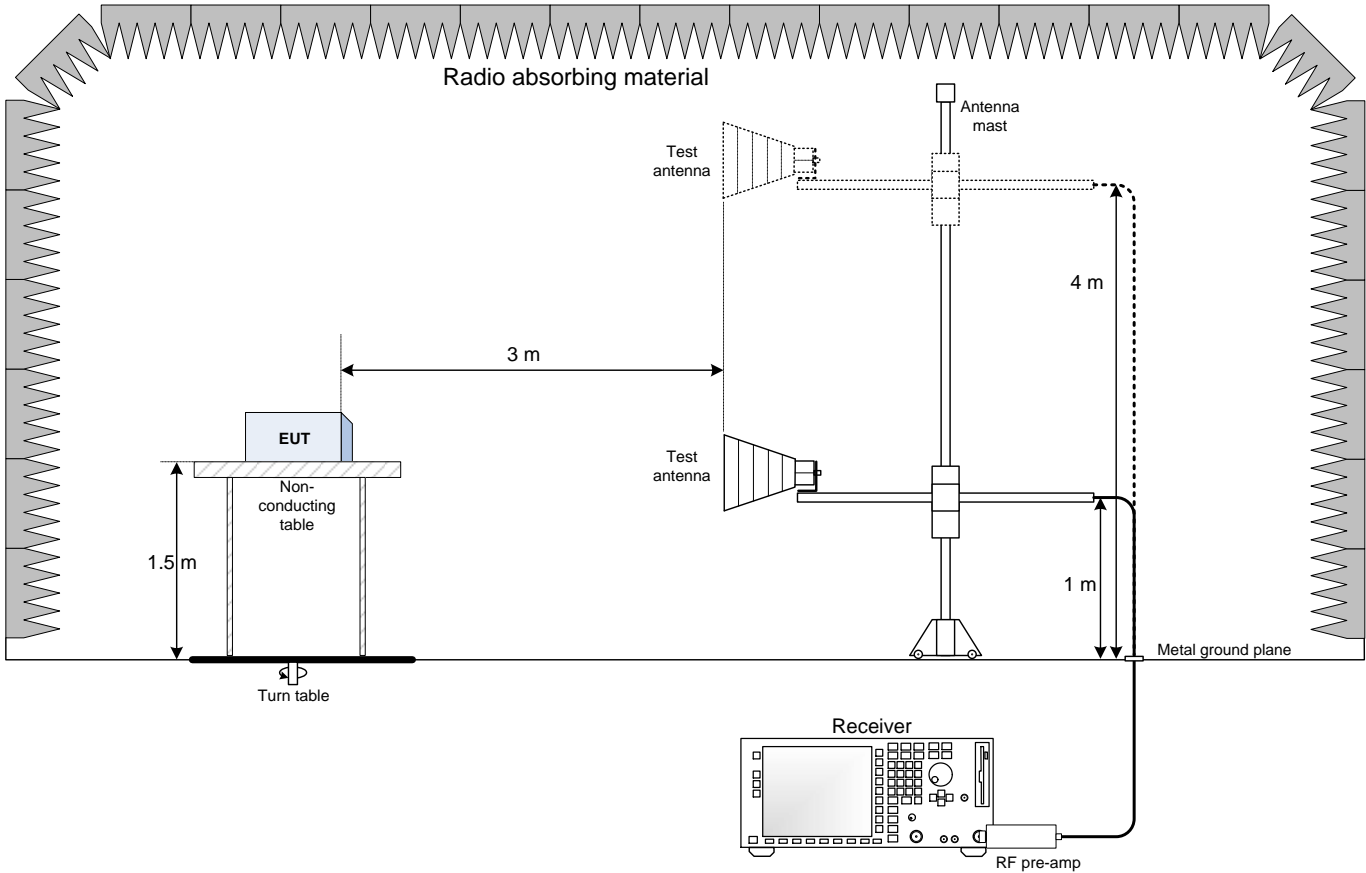 Radio absorbing material
Antenna
mast
Test
antenna
4 m
3 m
EUT
Test
antenna
Non-
conducting
table
1.5 m
1 m
Metal ground plane
Turn table
Receiver
RF pre-amp